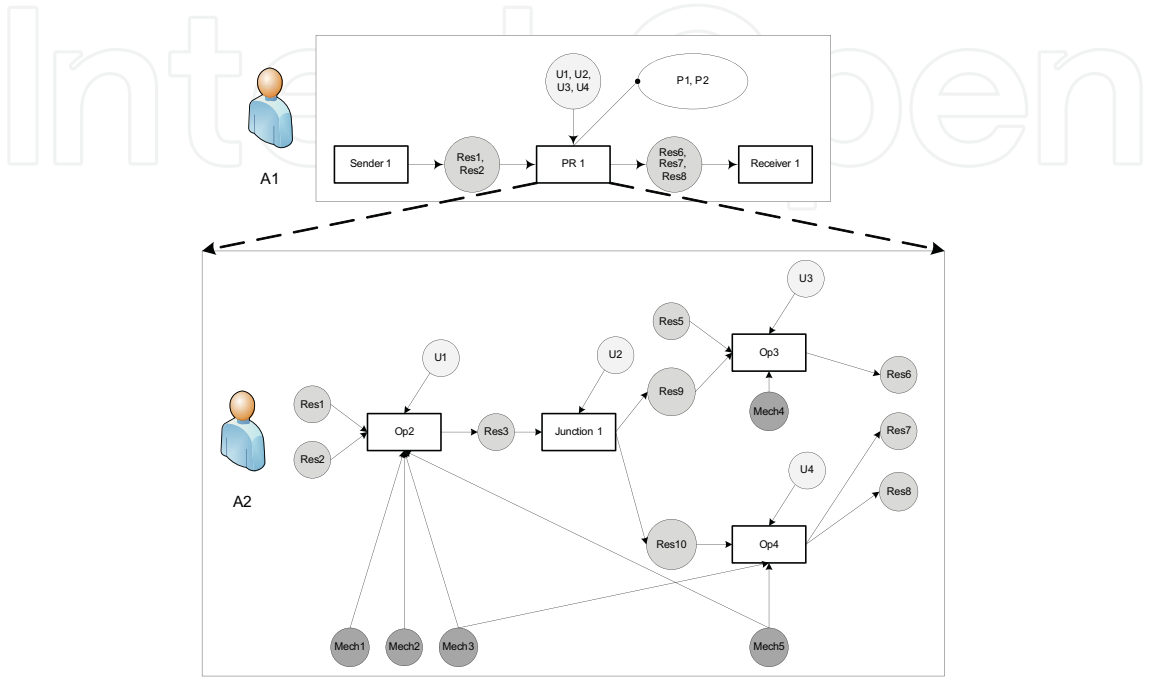 IntechOpen
U1, U2,
U3, U4
P1, P2
Sender 1
Res1,
Res2
PR 1
Res6,
Res7,
Res8
Receiver 1
A1
U3
Res5
Op3
U1
U2
Res6
Res9
Res1
Mech4
Op2
Res3
Junction 1
Res7
Res2
U4
Res8
A2
Res10
Op4
Mech1
Mech2
Mech3
Mech5